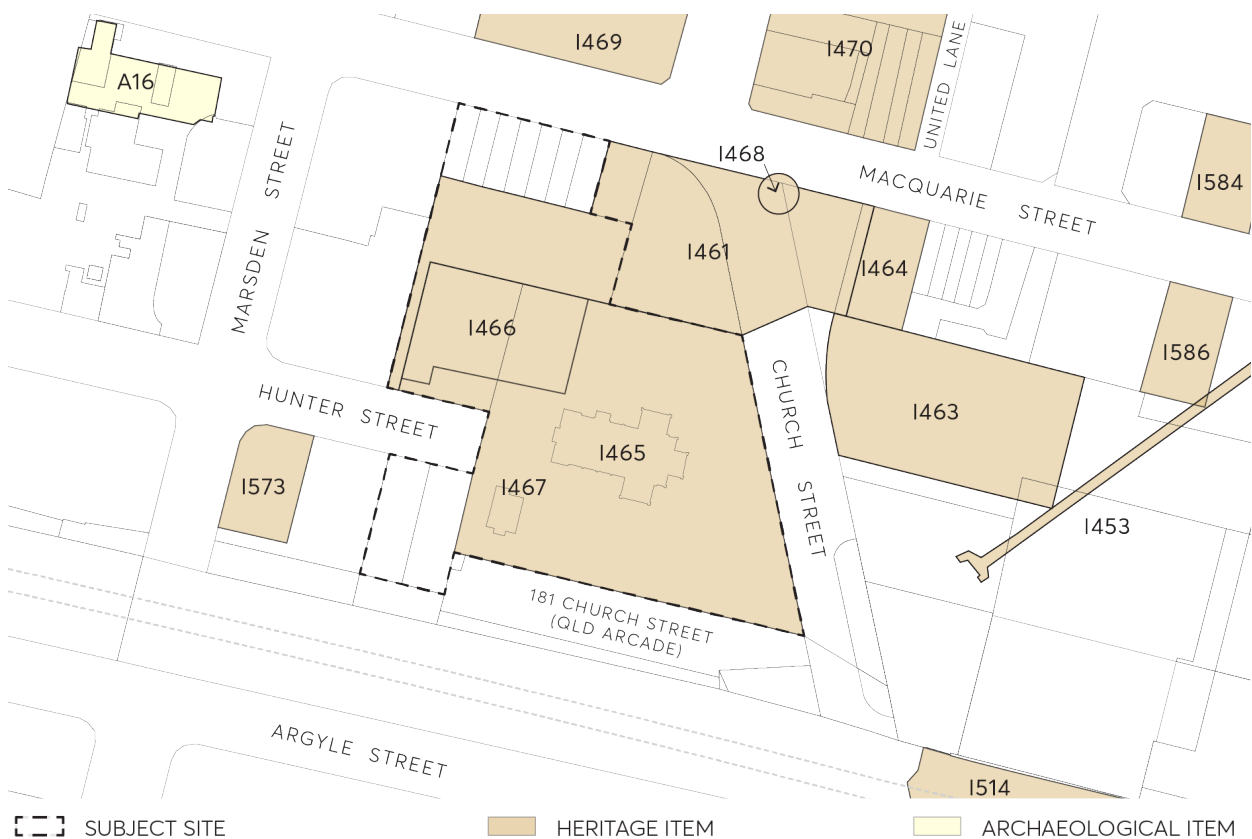 I469
I470
UNITED LANE
A16
MARSDEN STREET
I468
MACQUARIE STREET
I584
I461
I464
I466
I586
HUNTER STREET
CHURCH STREET
I463
I465
I467
I573
I453
181 CHURCH STREET
(QLD ARCADE)
ARGYLE STREET
I514
SUBJECT SITE
HERITAGE ITEM
ARCHAEOLOGICAL ITEM